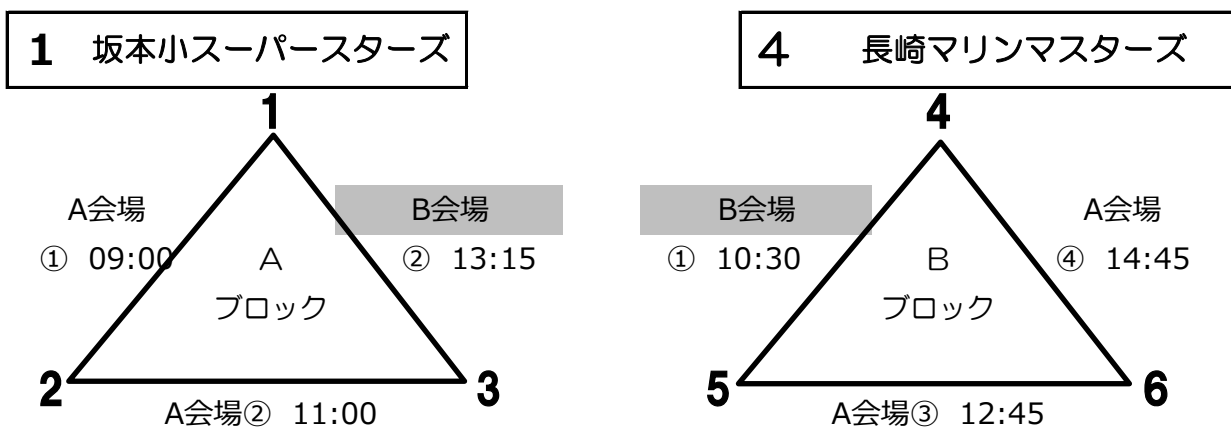 1 坂本小スーパースターズ
4 長崎マリンマスターズ
1
A会場
① 09:00
B会場
② 13:15
A
ブロック
2
3
A会場② 11:00
4
B会場
① 10:30
A会場
④ 14:45
B
ブロック
5
6
A会場③ 12:45